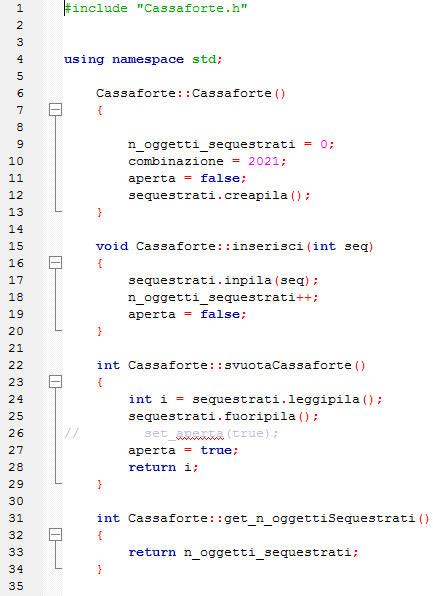 1 #include "Cassaforte.h"
2
3
4 using namespace std;
5
6 Cassaforte::Cassaforte()
7 {
8
9 n_oggetti_sequestrati = 0;
10 combinazione = 2021;
11 aperta = false;
12 sequestrati.creapila();
13 }
14
15 void Cassaforte::inserisci(int seq)
16 {
17 sequestrati.inpila(seq);
18 n_oggetti_sequestrati++;
19 aperta = false;
20 }
21
22 int Cassaforte::svuotaCassaforte()
23 {
24 int i = sequestrati.leggipila();
25 sequestrati.fuoripila();
26 // set_aperta(true);
27 aperta = true;
28 return i;
29 }
30
31 int Cassaforte::get_n_oggettiSequestrati()
32 {
33 return n_oggetti_sequestrati;
34 }
35